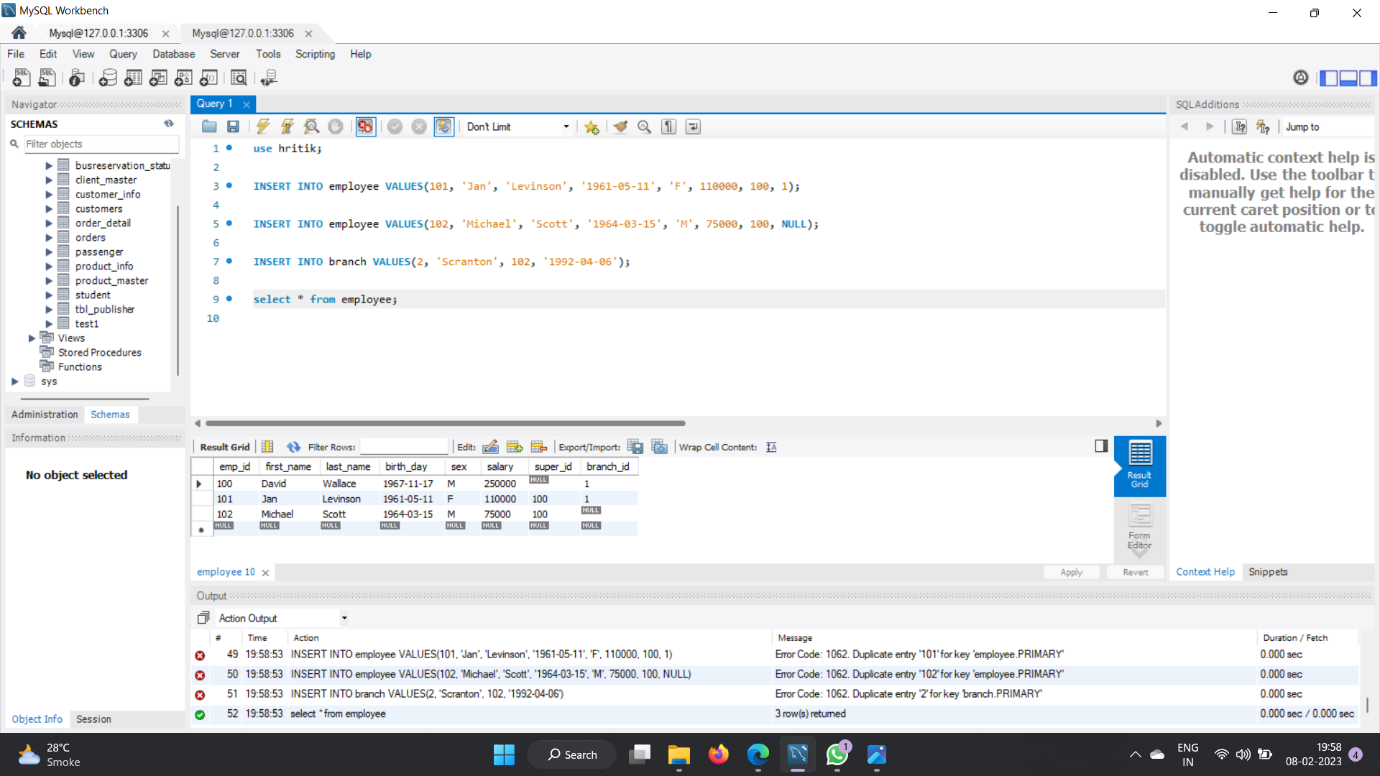 MySQL Workbench
Mysql@127.0.0.1:3306 Mysql@127.0.0.1:3306
File Edit View Query Database Server Tools Scripting Help
Navigator
SCHEMAS
Filter objects
busreservation_statu
client_master
customer_info
customers
order_detail
orders
passenger
product_info
product_master
student
tbl_publisher
test1
Views
Stored Procedures
Functions
sys
Administration Schemas
Information
No object selected
Object Info Session
Query 1
Don't Limit
1 use hritik;
2
3 INSERT INTO employee VALUES(101, 'Jan', 'Levinson', '1961-05-11', 'F', 110000, 100, 1);
4
5 INSERT INTO employee VALUES(102, 'Michael', 'Scott', '1964-03-15', 'M', 75000, 100, NULL);
6
7 INSERT INTO branch VALUES(2, 'Scranton', 102, '1992-04-06');
8
9 select * from employee;
10
Result Grid Filter Rows: Edit: Export/Import: Wrap Cell Content:
emp_id first_name last_name birth_day sex salary super_id branch_id
100 David Wallace 1967-11-17 M 250000 NULL 1
101 Jan Levinson 1961-05-11 F 110000 100 1
102 Michael Scott 1964-03-15 M 75000 100 NULL
NULL NULL NULL NULL NULL NULL NULL NULL
Result
Grid
Form
Editor
employee 10 Apply Revert
SQLAdditions
Jump to
Automatic context help is
disabled. Use the toolbar t
manually get help for the
current caret position or to
toggle automatic help.
Context Help Snippets
Output
Action Output
# Time Action Message Duration / Fetch
49 19:58:53 INSERT INTO employee VALUES(101, 'Jan', 'Levinson', '1961-05-11', 'F', 110000, 100, 1) Error Code: 1062. Duplicate entry '101' for key 'employee.PRIMARY' 0.000 sec
50 19:58:53 INSERT INTO employee VALUES(102, 'Michael', 'Scott', '1964-03-15', 'M', 75000, 100, NULL) Error Code: 1062. Duplicate entry '102' for key 'employee.PRIMARY' 0.000 sec
51 19:58:53 INSERT INTO branch VALUES(2, 'Scranton', 102, '1992-04-06') Error Code: 1062. Duplicate entry '2' for key 'branch.PRIMARY' 0.000 sec
52 19:58:53 select * from employee 3 row(s) returned 0.000 sec / 0.000 sec
28°C
Smoke
Search
1
ENG
IN
19:58
08-02-2023
4